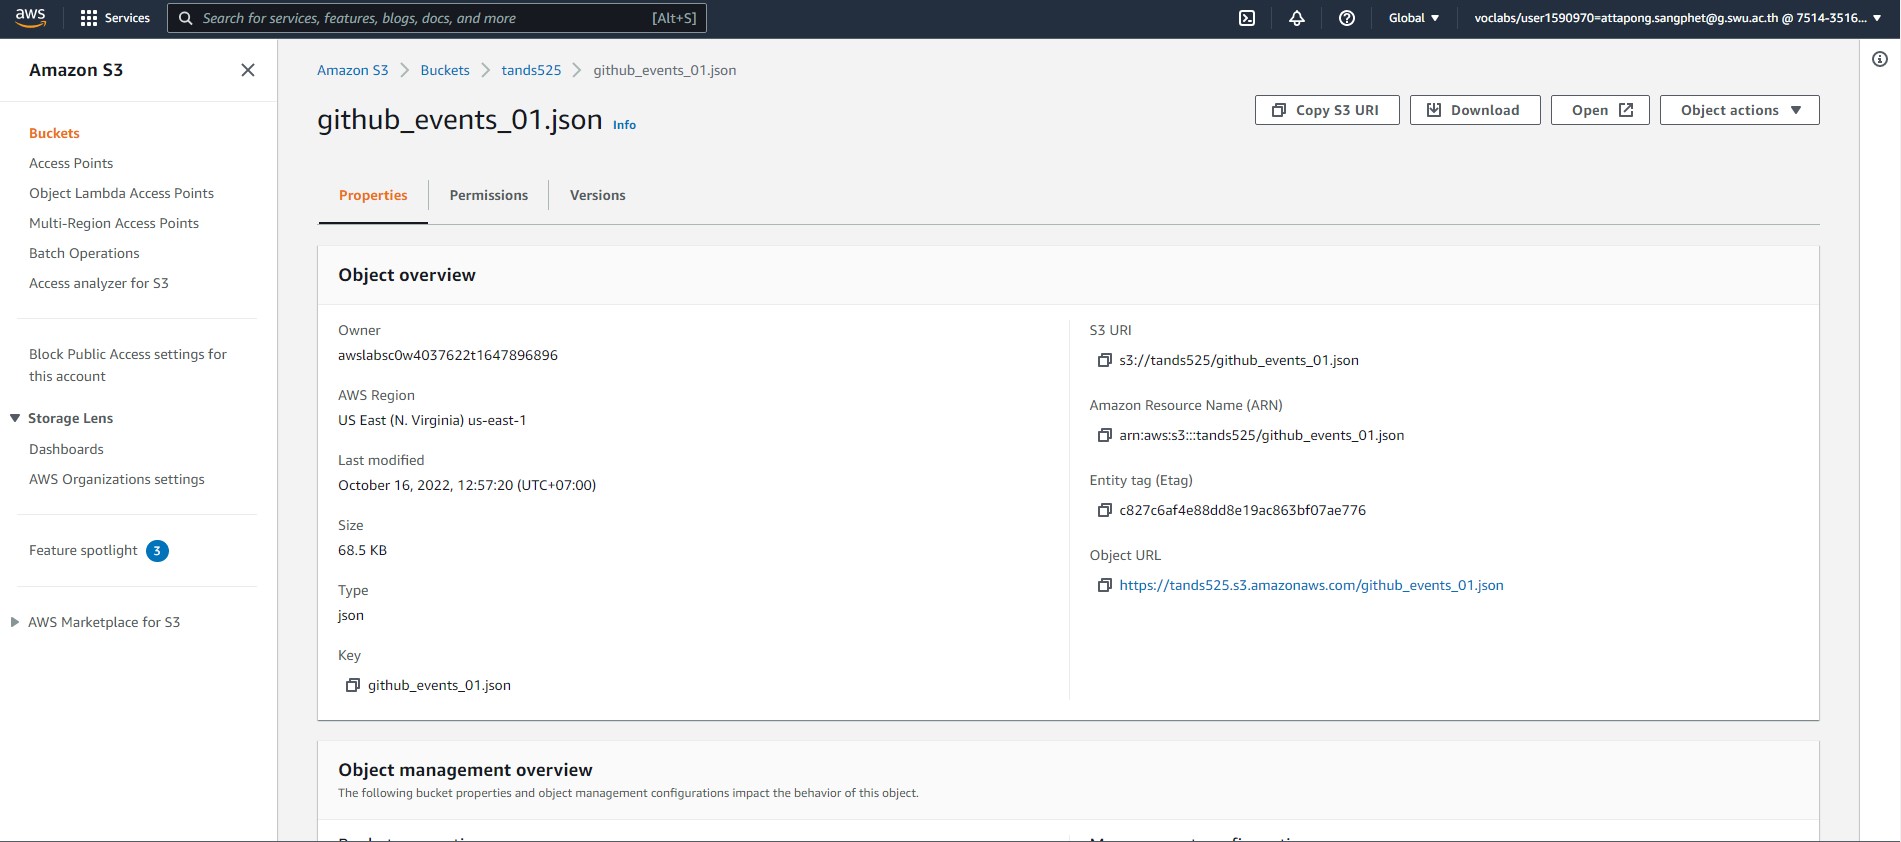 aws
Services
Search for services, features, blogs, docs, and more
[Alt+S]
Global
voclabs/user1590970=attapong.sangphet@g.swu.ac.th @ 7514-3516...
Amazon S3
Buckets
Access Points
Object Lambda Access Points
Multi-Region Access Points
Batch Operations
Access analyzer for S3
Block Public Access settings for
this account
Storage Lens
Dashboards
AWS Organizations settings
Feature spotlight 3
AWS Marketplace for S3
Amazon S3 > Buckets > tands525 > github_events_01.json
github_events_01.json Info
Copy S3 URI
Download
Open
Object actions
Properties
Permissions
Versions
Object overview
Owner
awslabsc0w4037622t1647896896
AWS Region
US East (N. Virginia) us-east-1
Last modified
October 16, 2022, 12:57:20 (UTC+07:00)
Size
68.5 KB
Type
json
Key
github_events_01.json
S3 URI
s3://tands525/github_events_01.json
Amazon Resource Name (ARN)
arn:aws:s3:::tands525/github_events_01.json
Entity tag (Etag)
c827c6af4e88dd8e19ac863bf07ae776
Object URL
https://tands525.s3.amazonaws.com/github_events_01.json
Object management overview
The following bucket properties and object management configurations impact the behavior of this object.